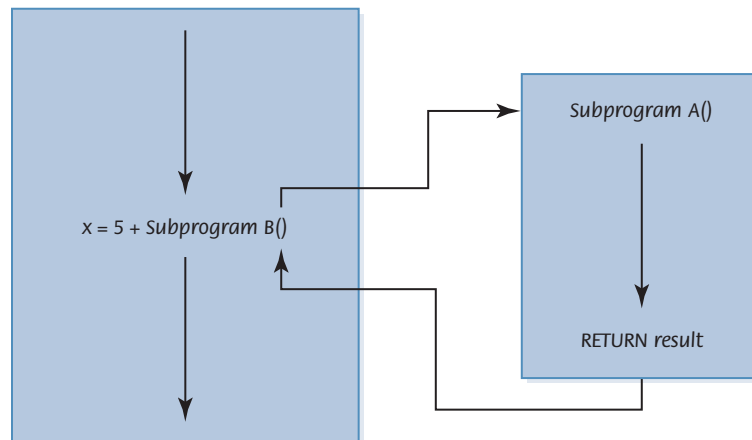 Subprogram A()
x = 5 + Subprogram B()
RETURN result